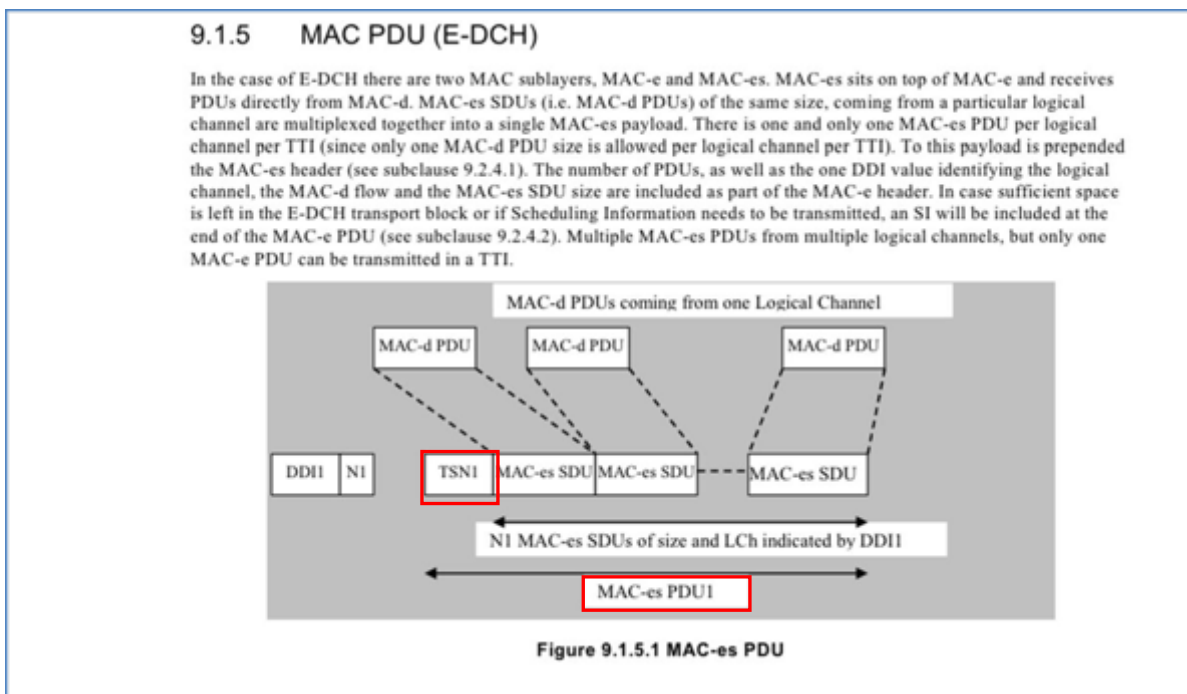 9.1.5 MAC PDU (E-DCH)
In the case of E-DCH there are two MAC sublayers, MAC-e and MAC-es. MAC-es sits on top of MAC-e and receives
PDUs directly from MAC-d. MAC-es SDUs (i.e. MAC-d PDUs) of the same size, coming from a particular logical
channel are multiplexed together into a single MAC-es payload. There is one and only one MAC-es PDU per logical
channel per TTI (since only one MAC-d PDU size is allowed per logical channel per TTI). To this payload is prepended
the MAC-es header (see subclause 9.2.4.1). The number of PDUs, as well as the one DDI value identifying the logical
channel, the MAC-d flow and the MAC-es SDU size are included as part of the MAC-e header. In case sufficient space
is left in the E-DCH transport block or if Scheduling Information needs to be transmitted, an SI will be included at the
end of the MAC-e PDU (see subclause 9.2.4.2). Multiple MAC-es PDUs from multiple logical channels, but only one
MAC-e PDU can be transmitted in a TTI.
MAC-d PDUs coming from one Logical Channel
MAC-d PDU MAC-d PDU MAC-d PDU
DDI1 N1 TSN1 MAC-es SDU MAC-es SDU MAC-es SDU
N1 MAC-es SDUs of size and LCh indicated by DDI1
MAC-es PDU1
Figure 9.1.5.1 MAC-es PDU